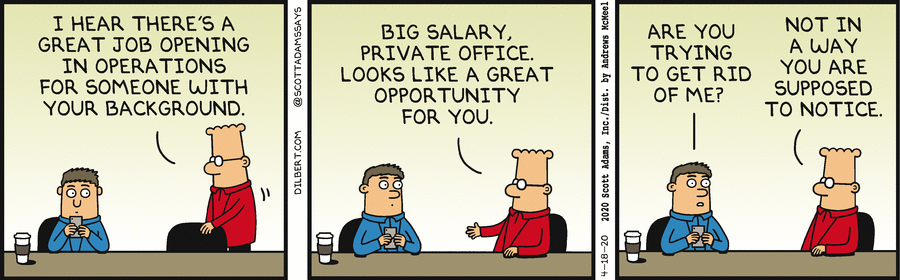 I HEAR THERE'S A
GREAT JOB OPENING
IN OPERATIONS
FOR SOMEONE WITH
YOUR BACKGROUND.
DILBERT.COM @SCOTTADAMSSAYS
BIG SALARY,
PRIVATE OFFICE.
LOOKS LIKE A GREAT
OPPORTUNITY
FOR YOU.
4-18-20 2020 Scott Adams, Inc./Dist. by Andrews McMeel
ARE YOU
TRYING
TO GET RID
OF ME?
NOT IN
A WAY
YOU ARE
SUPPOSED
TO NOTICE.